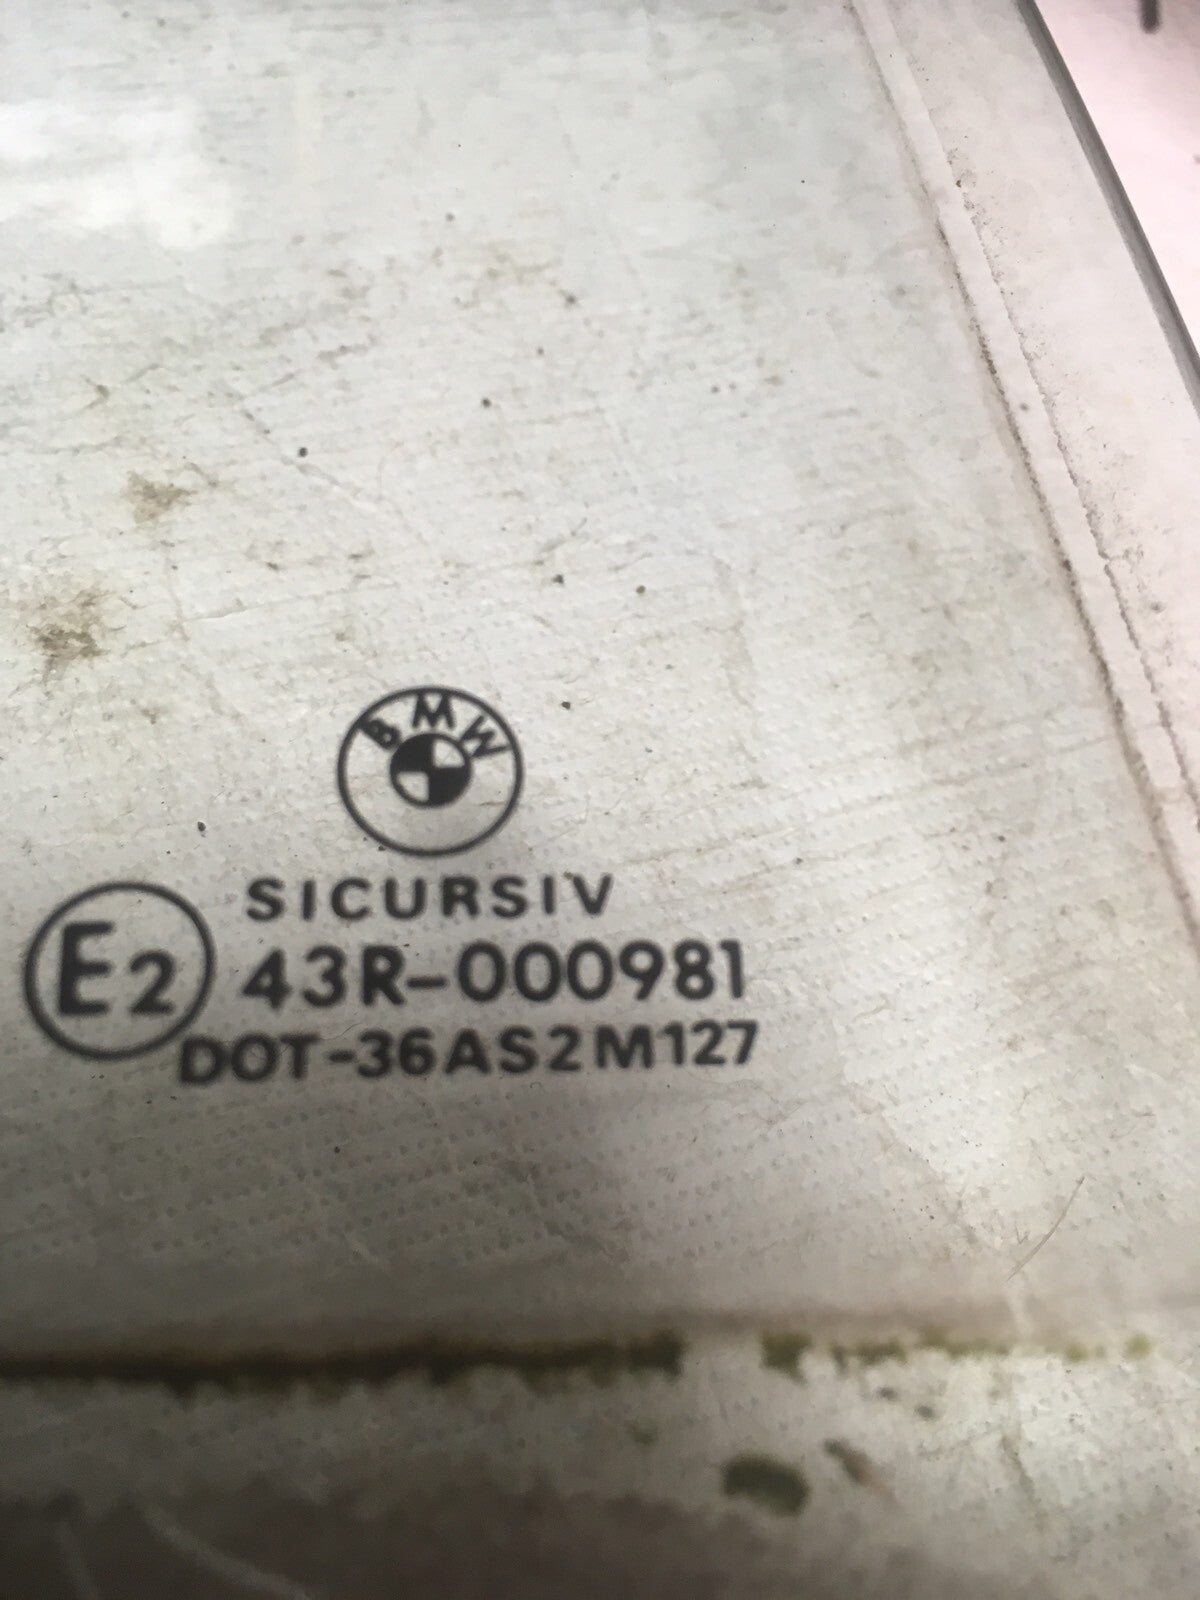 BMW
SICURSIV
E2 43R-000981
DOT-36AS2M127